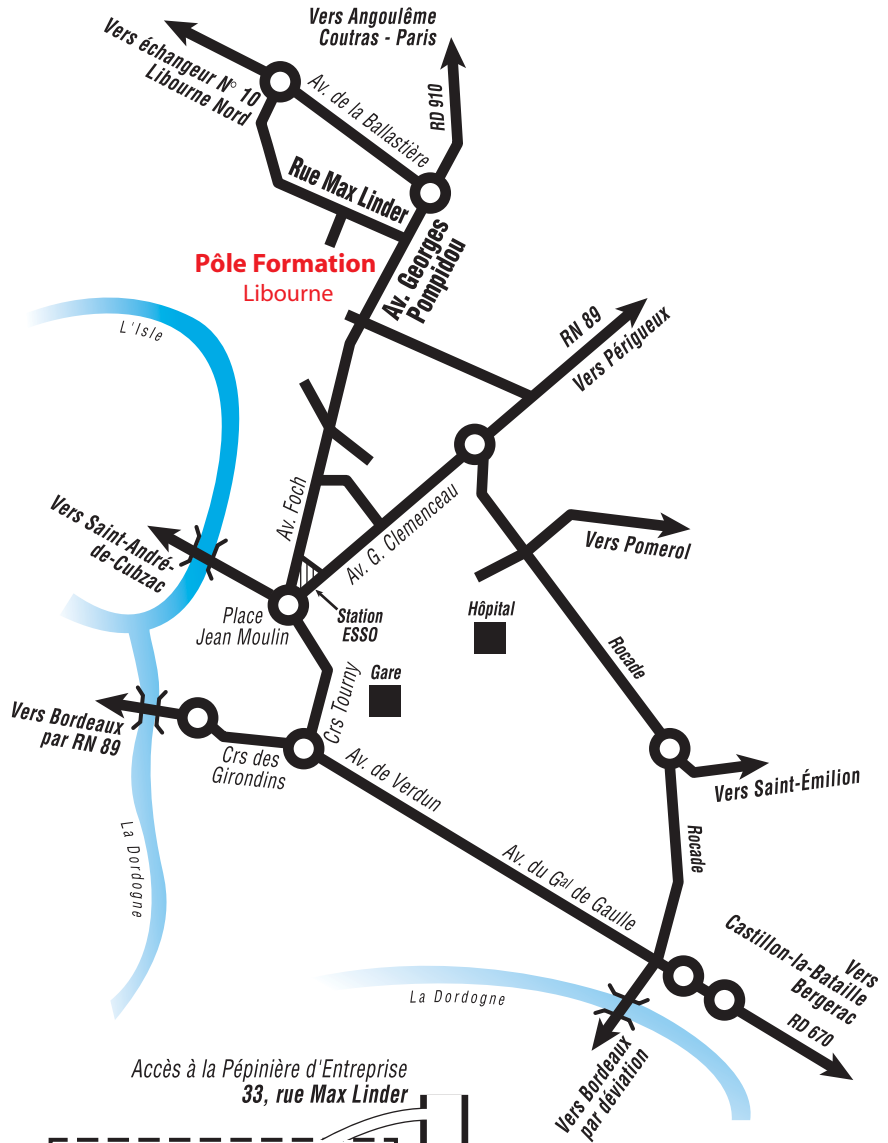 Vers Angoulême
Coutras - Paris
Vers échangeur N° 10
Libourne Nord
Av. de la Ballastière
RD 910
Rue Max Linder
Av. Georges
Pompidou
Pôle Formation
Libourne
L'Isle
RN 89
Vers Périgueux
Av. Foch
Av. G. Clemenceau
Vers Saint-André-
de-Cubzac
Vers Pomerol
Place
Jean Moulin
Station
ESSO
Hôpital
Rocade
Gare
Crs Tourny
Vers Bordeaux
par RN 89
Crs des
Girondins
Av. de Verdun
Vers Saint-Émilion
La Dordogne
Rocade
Av. du Gal de Gaulle
Vers
Castillon-la-Bataille
Bergerac
RD 670
La Dordogne
Vers Bordeaux
par déviation
Accès à la Pépinière d'Entreprise
33, rue Max Linder